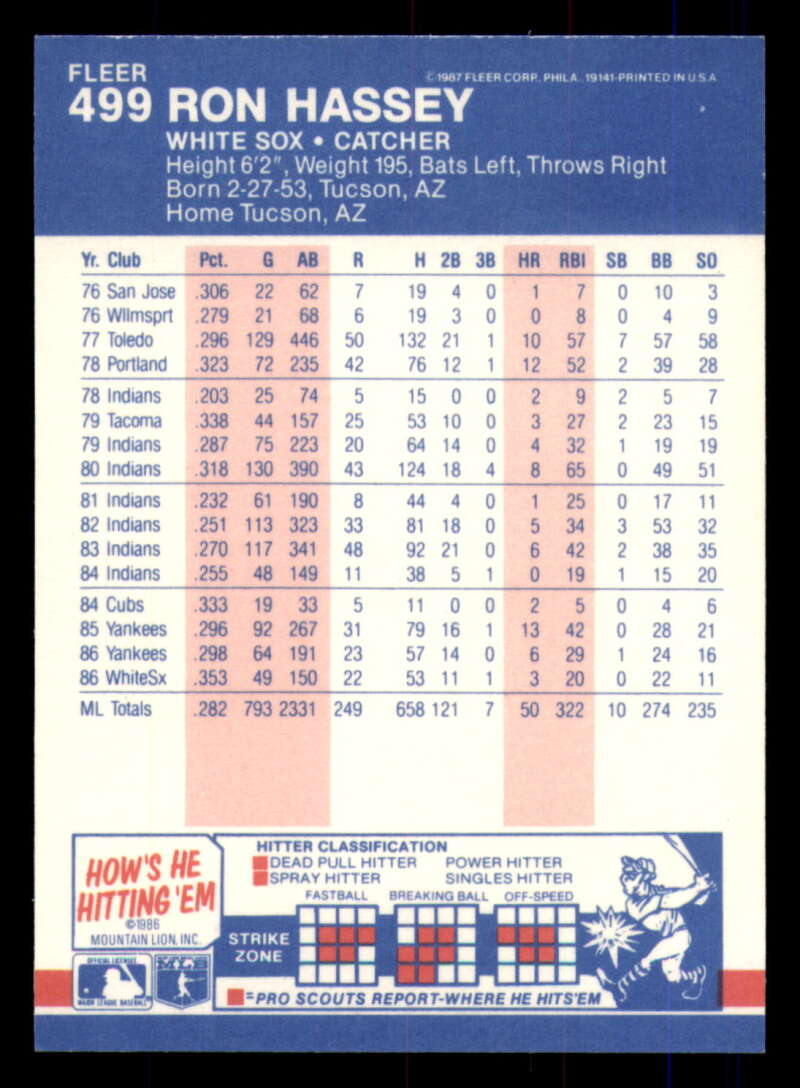 FLEER
©1987 FLEER CORP. PHILA. 19141-PRINTED IN U.S.A
499 RON HASSEY
WHITE SOX • CATCHER
Height 6'2", Weight 195, Bats Left, Throws Right
Born 2-27-53, Tucson, AZ
Home Tucson, AZ
Yr. Club Pct. G AB R H 2B 3B HR RBI SB BB SO
76 San Jose .306 22 62 7 19 4 0 1 7 0 10 3
76 Wllmsprt .279 21 68 6 19 3 0 0 8 0 4 9
77 Toledo .296 129 446 50 132 21 1 10 57 7 57 58
78 Portland .323 72 235 42 76 12 1 12 52 2 39 28
78 Indians .203 25 74 5 15 0 0 2 9 2 5 7
79 Tacoma .338 44 157 25 53 10 0 3 27 2 23 15
79 Indians .287 75 223 20 64 14 0 4 32 1 19 19
80 Indians .318 130 390 43 124 18 4 8 65 0 49 51
81 Indians .232 61 190 8 44 4 0 1 25 0 17 11
82 Indians .251 113 323 33 81 18 0 5 34 3 53 32
83 Indians .270 117 341 48 92 21 0 6 42 2 38 35
84 Indians .255 48 149 11 38 5 1 0 19 1 15 20
84 Cubs .333 19 33 5 11 0 0 2 5 0 4 6
85 Yankees .296 92 267 31 79 16 1 13 42 0 28 21
86 Yankees .298 64 191 23 57 14 0 6 29 1 24 16
86 WhiteSx .353 49 150 22 53 11 1 3 20 0 22 11
ML Totals .282 793 2331 249 658 121 7 50 322 10 274 235
HOW'S HE
HITTING 'EM
©1986
MOUNTAIN LION, INC.
HITTER CLASSIFICATION
DEAD PULL HITTER POWER HITTER
SPRAY HITTER SINGLES HITTER
FASTBALL BREAKING BALL OFF-SPEED
STRIKE
ZONE
=PRO SCOUTS REPORT-WHERE HE HITS'EM
OFFICIAL LICENSEE
MAJOR LEAGUE BASEBALL